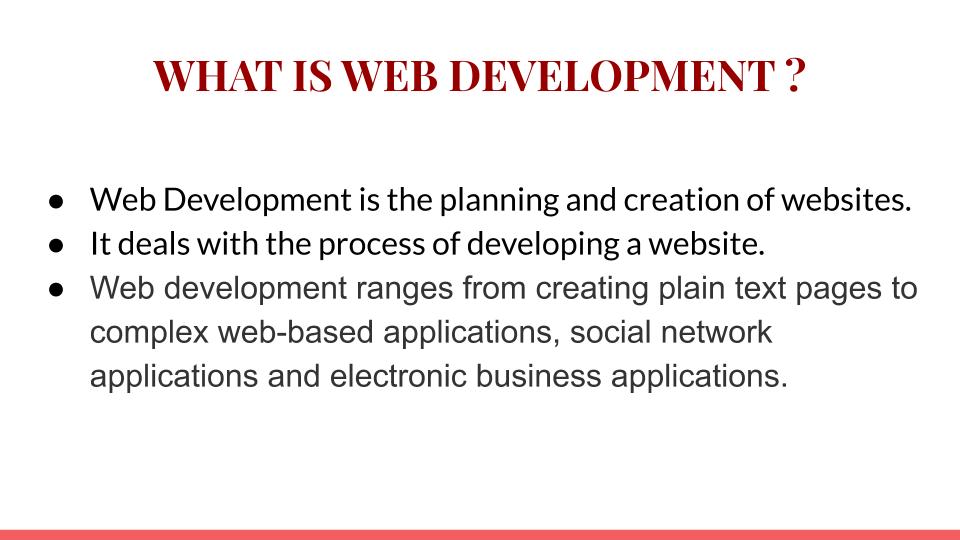 WHAT IS WEB DEVELOPMENT ?
● Web Development is the planning and creation of websites.
● It deals with the process of developing a website.
● Web development ranges from creating plain text pages to
complex web-based applications, social network
applications and electronic business applications.